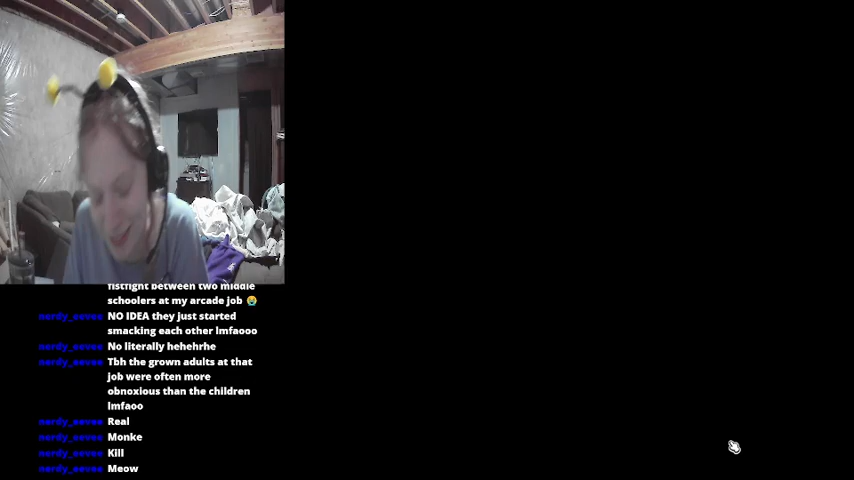 fistfight between two middle
schoolers at my arcade job 😭
nerdy_eevee NO IDEA they just started
smacking each other lmfaooo
nerdy_eevee No literally hehehrhe
nerdy_eevee Tbh the grown adults at that
job were often more
obnoxious than the children
lmfaoo
nerdy_eevee Real
nerdy_eevee Monke
nerdy_eevee Kill
nerdy_eevee Meow